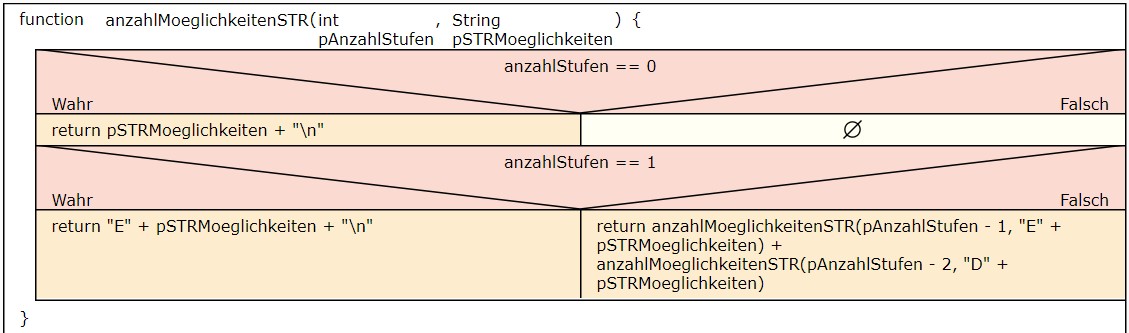 function anzahlMoeglichkeitenSTR(int , String ) {
pAnzahlStufen pSTRMoeglichkeiten
anzahlStufen == 0
Wahr Falsch
return pSTRMoeglichkeiten + "\n" Ø
anzahlStufen == 1
Wahr Falsch
return "E" + pSTRMoeglichkeiten + "\n"
return anzahlMoeglichkeitenSTR(pAnzahlStufen - 1, "E" +
pSTRMoeglichkeiten) +
anzahlMoeglichkeitenSTR(pAnzahlStufen - 2, "D" +
pSTRMoeglichkeiten)
}